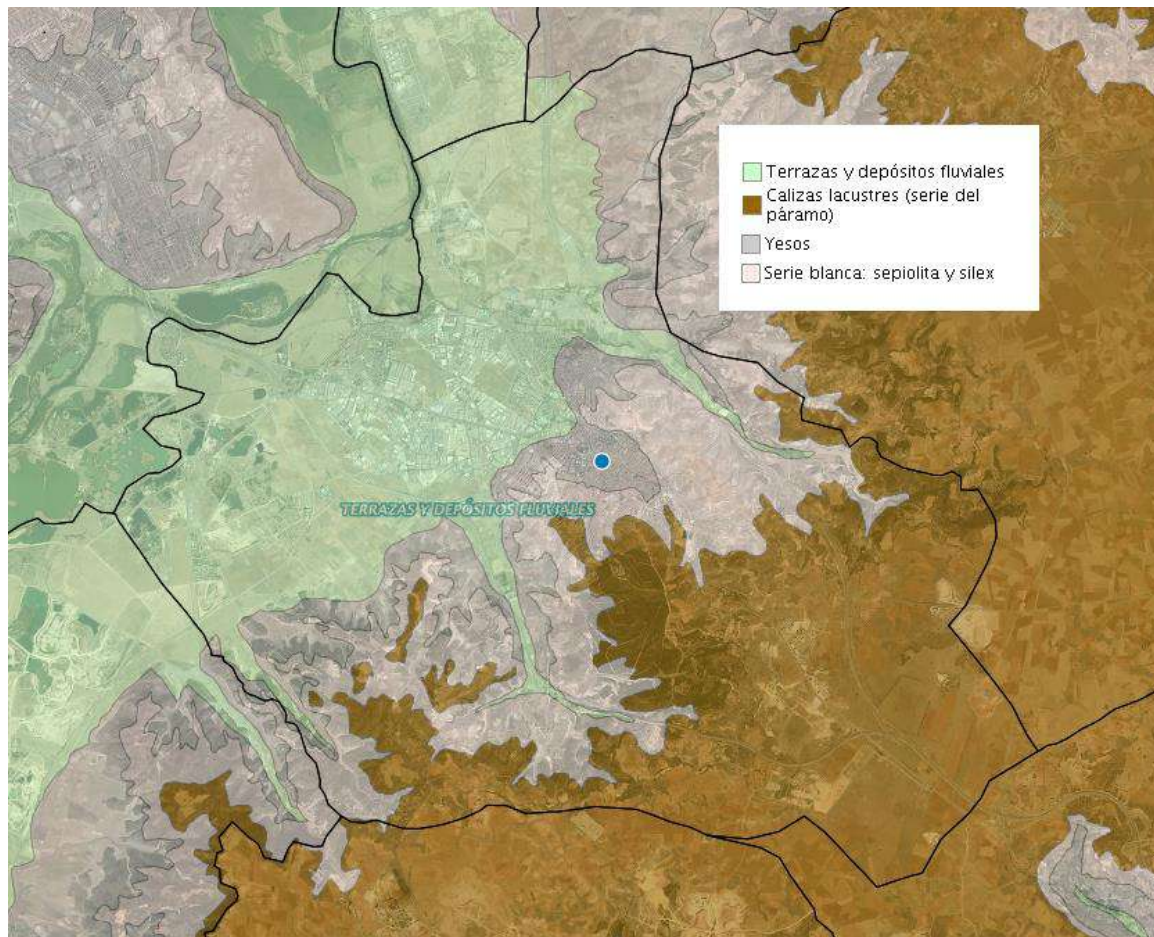 Terrazas y depósitos fluviales
Calizas lacustres (serie del
páramo)
Yesos
Serie blanca: sepiolita y silex
TERRAZAS Y DEPÓSITOS FLUVIALES